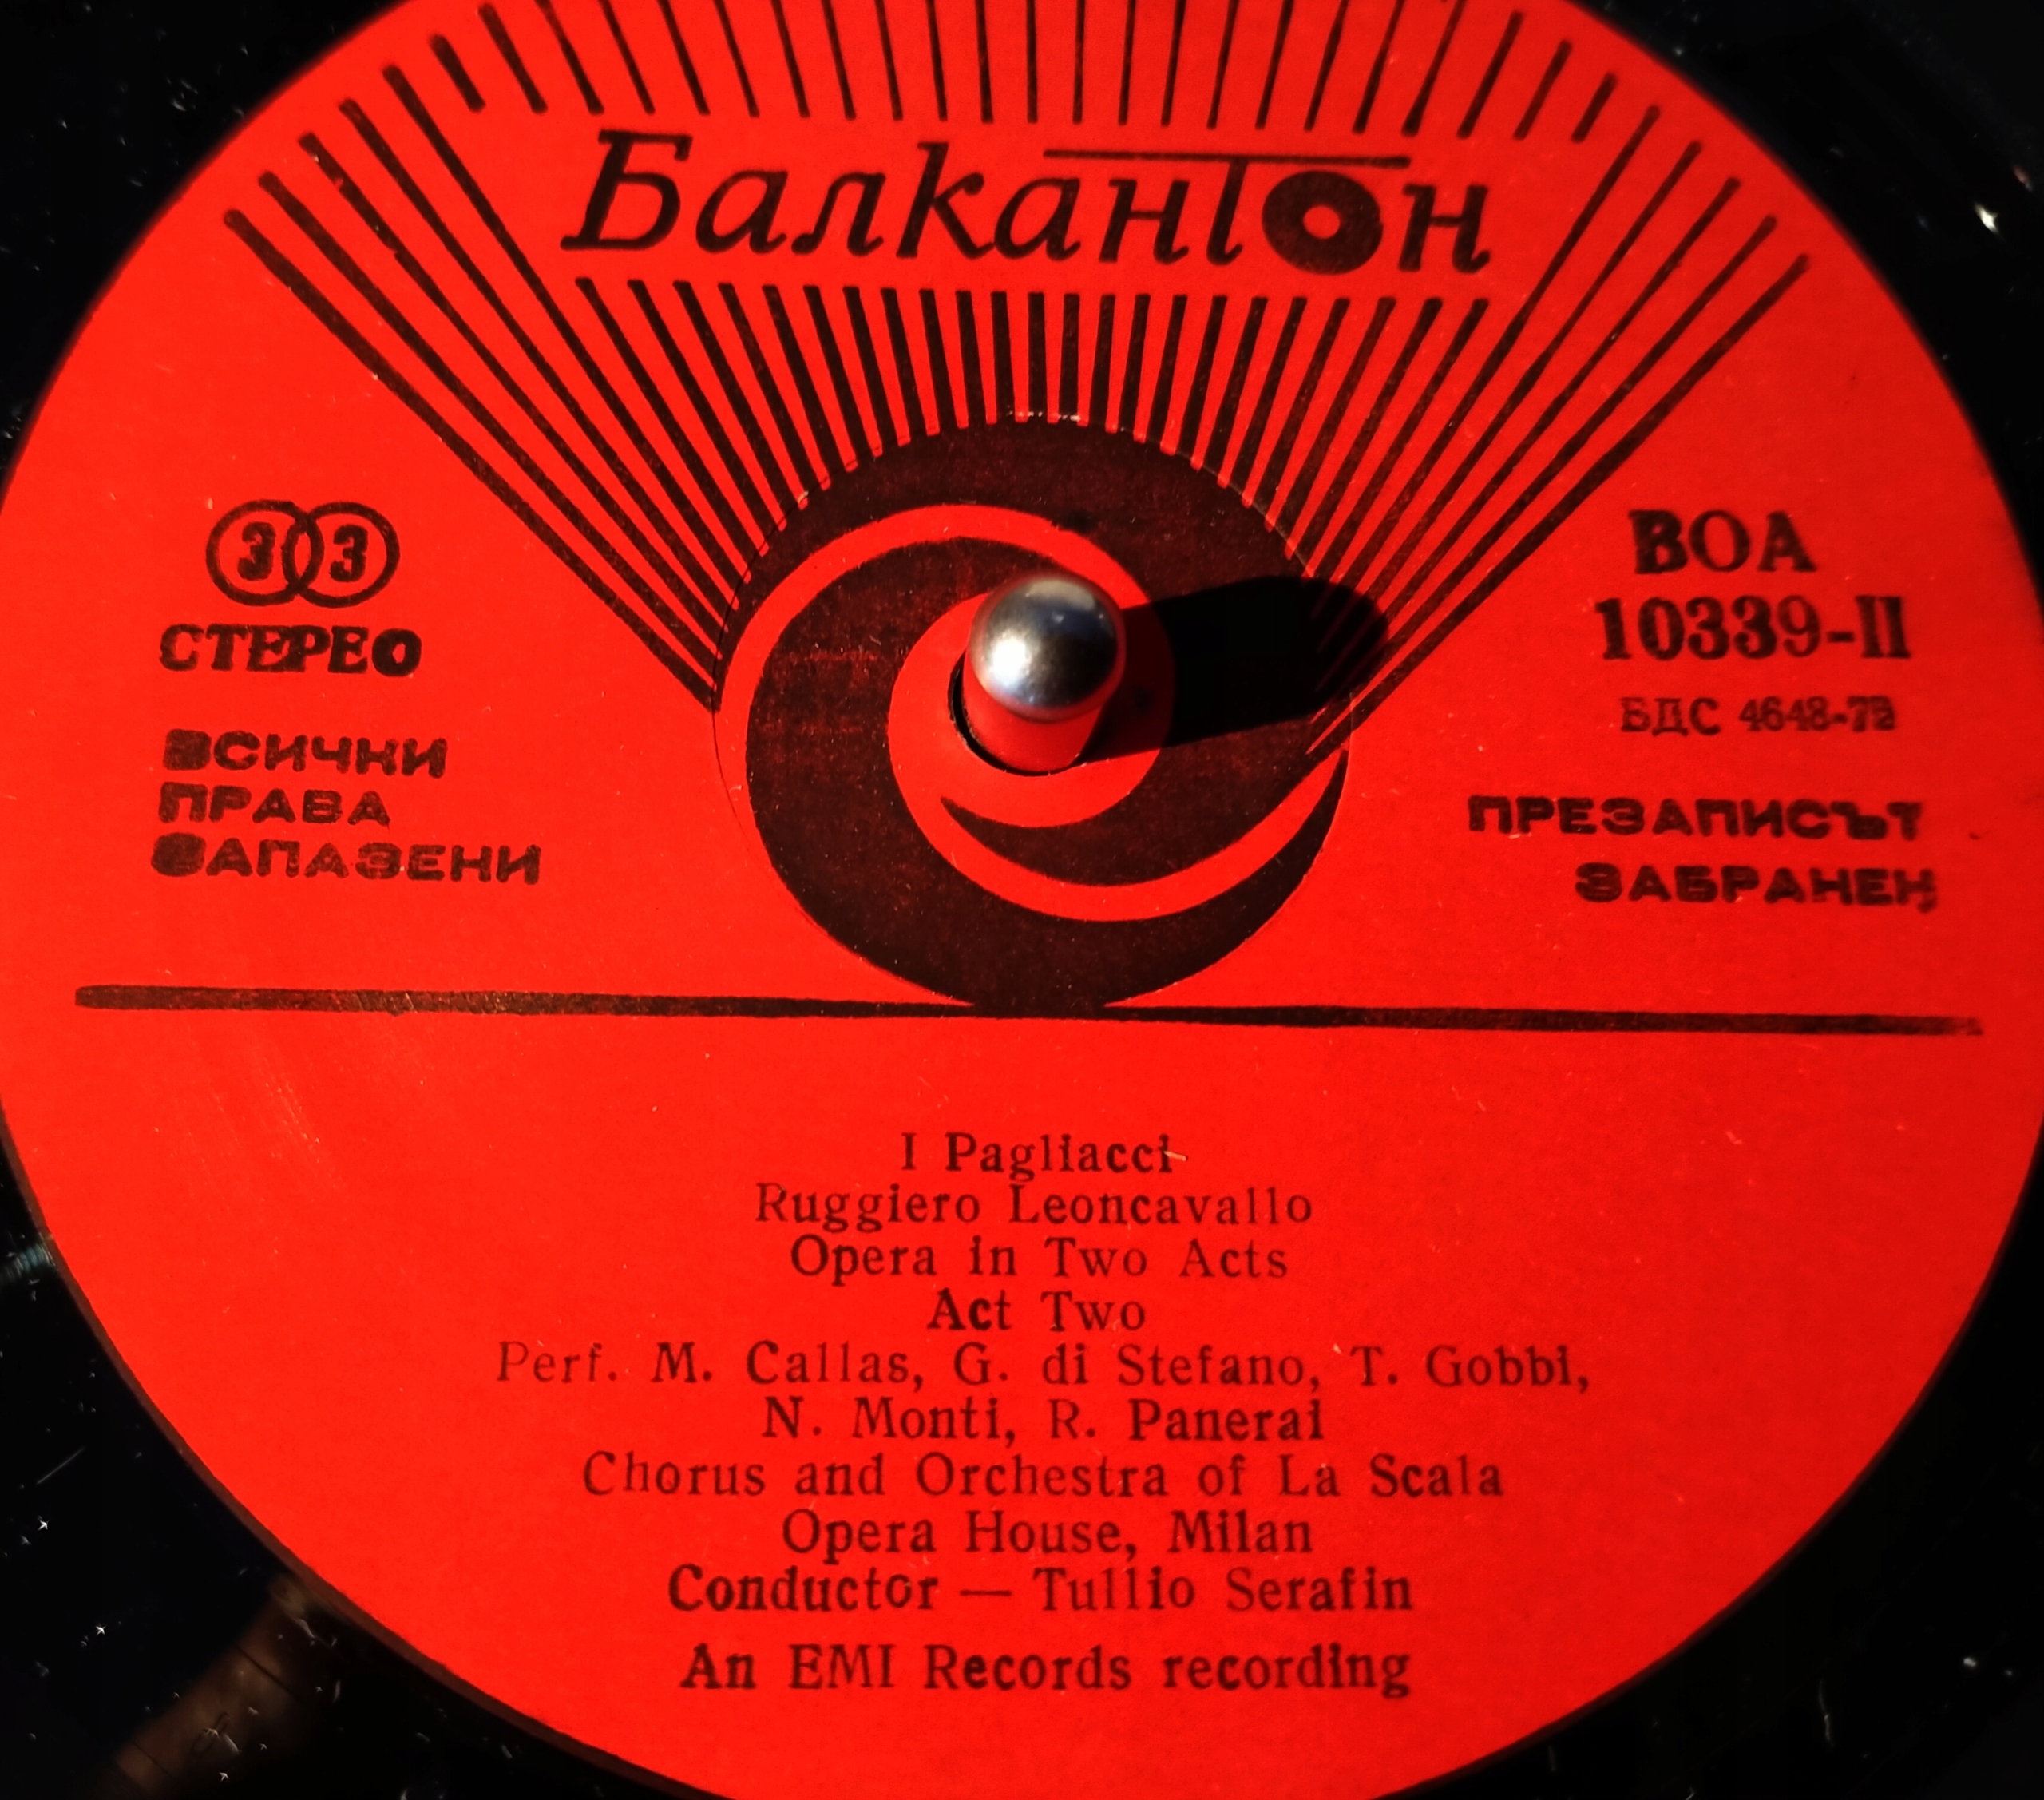 Балкантон
33
СТЕРЕО
ВСИЧКИ
ПРАВА
ЗАПАЗЕНИ
ВОА
10339-II
БДС 4648-72
ПРЕЗАПИСЪТ
ЗАБРАНЕН
I Pagliacci
Ruggiero Leoncavallo
Opera in Two Acts
Act Two
Perf. M. Callas, G. di Stefano, T. Gobbi,
N. Monti, R. Panerai
Chorus and Orchestra of La Scala
Opera House, Milan
Conductor — Tullio Serafin
An EMI Records recording